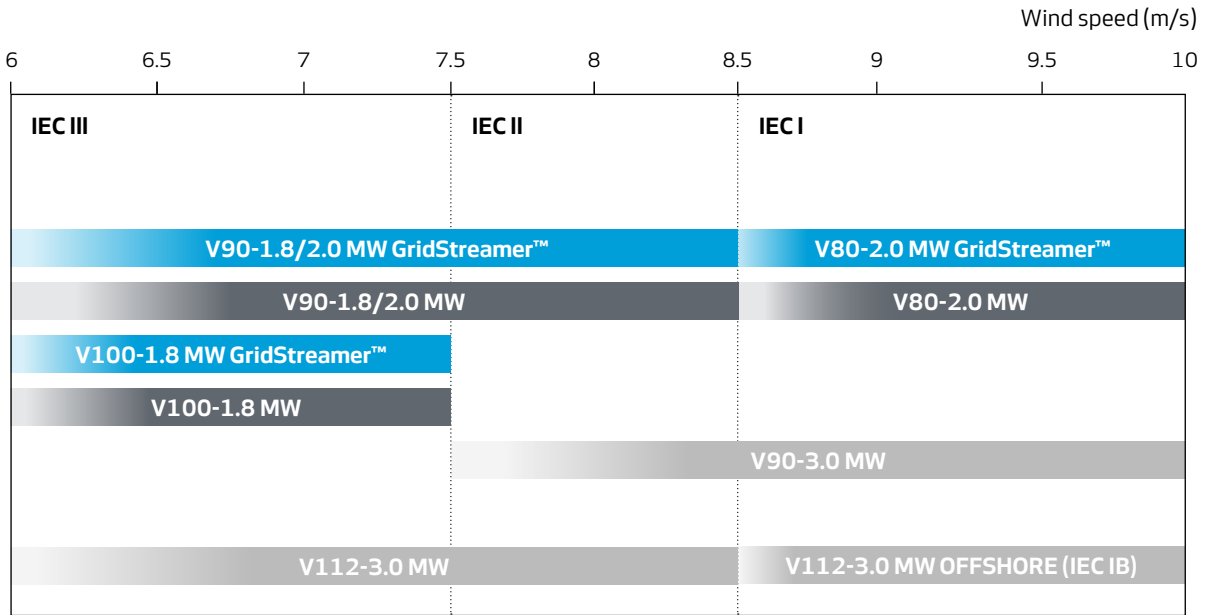 Wind speed (m/s)
6 6.5 7 7.5 8 8.5 9 9.5 10
IEC III IEC II IEC I
V90-1.8/2.0 MW GridStreamer™ V80-2.0 MW GridStreamer™
V90-1.8/2.0 MW V80-2.0 MW
V100-1.8 MW GridStreamer™
V100-1.8 MW
V90-3.0 MW
V112-3.0 MW V112-3.0 MW OFFSHORE (IEC IB)